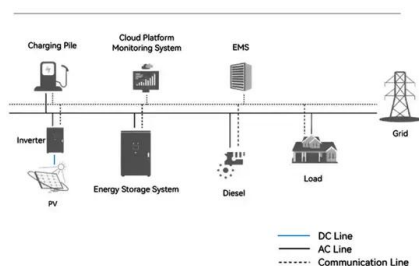 Charging Pile
Cloud Platform
Monitoring System
EMS
Grid
Inverter
PV
Energy Storage System
Diesel
Load
DC Line
AC Line
Communication Line